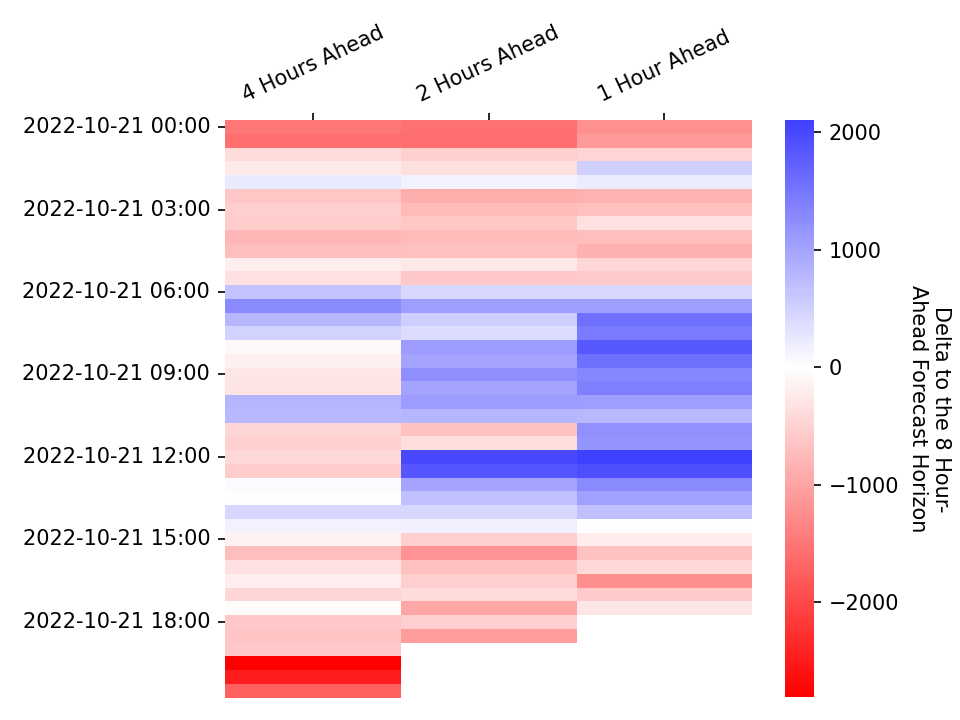 4 Hours Ahead
2 Hours Ahead
1 Hour Ahead
2022-10-21 00:00
2022-10-21 03:00
2022-10-21 06:00
2022-10-21 09:00
2022-10-21 12:00
2022-10-21 15:00
2022-10-21 18:00
2000
1000
0
−1000
−2000
Delta to the 8 Hour-
Ahead Forecast Horizon